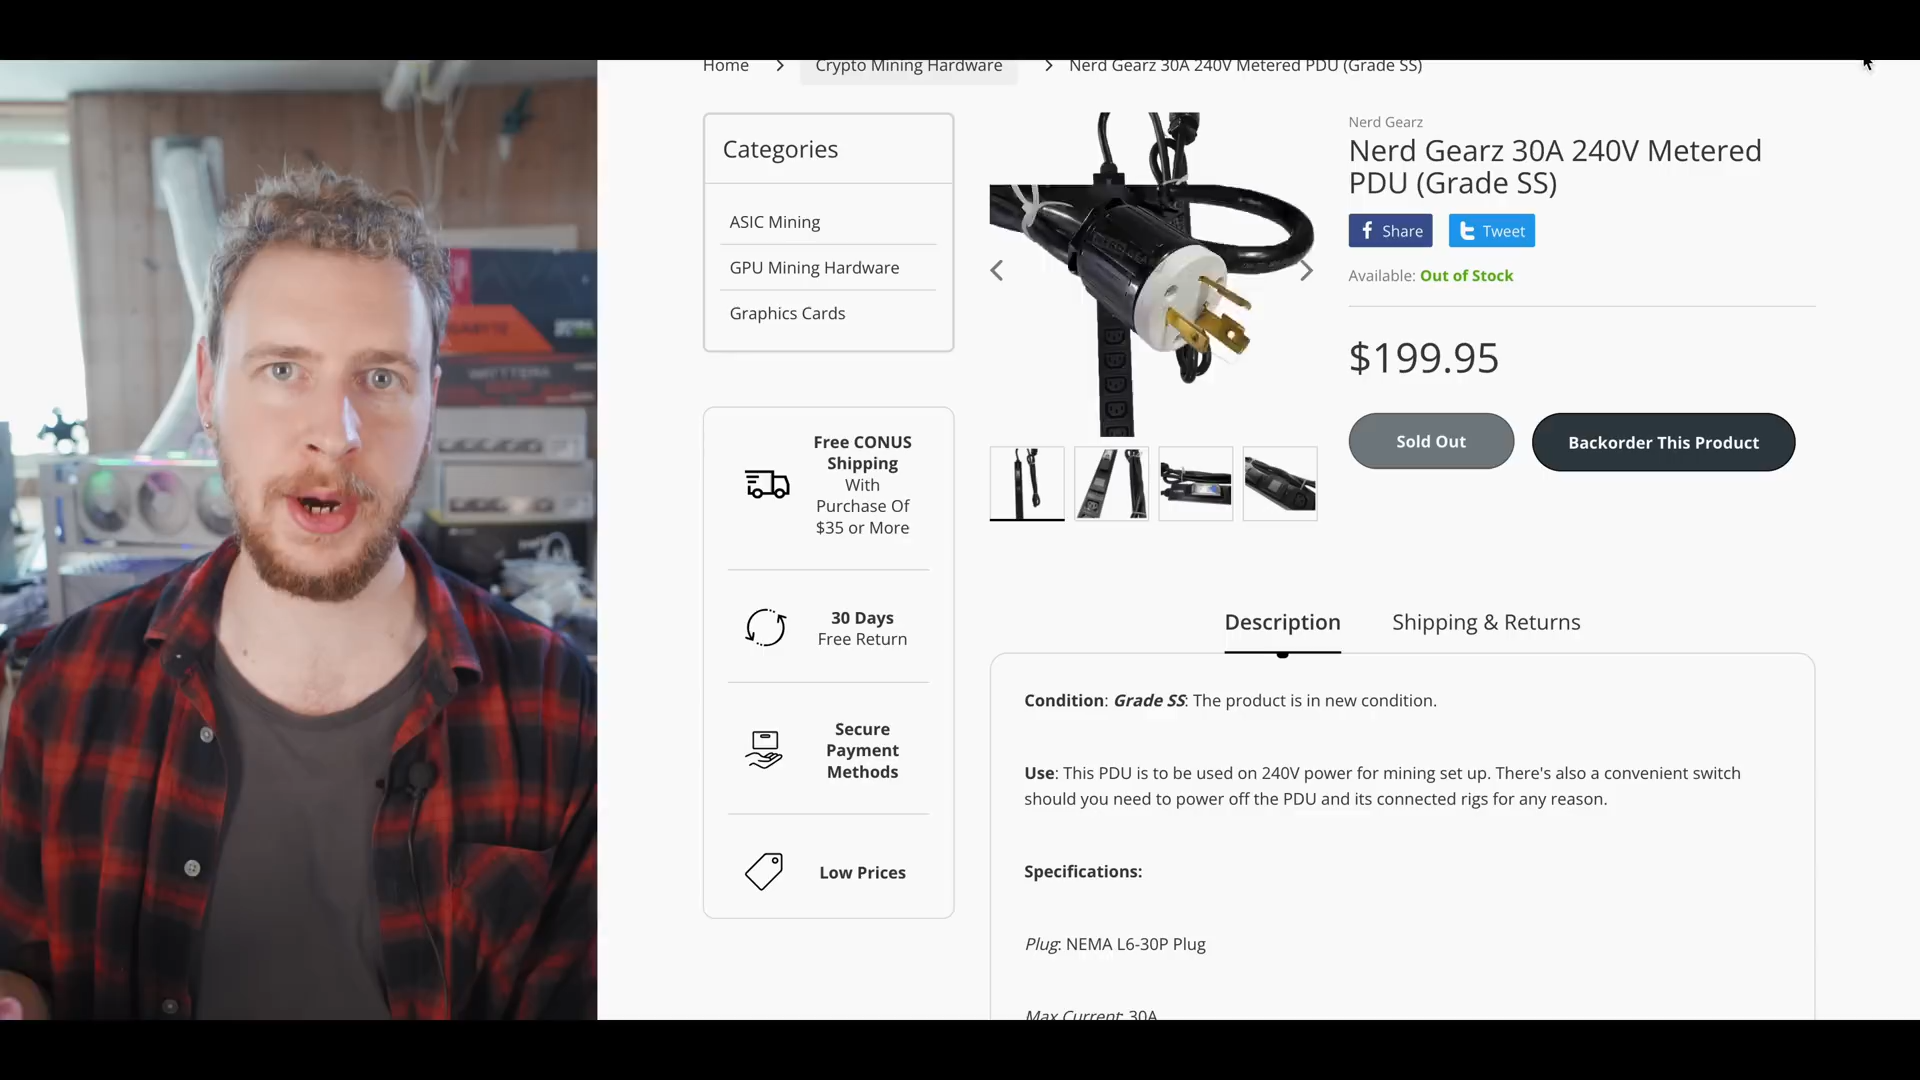 Home > Crypto Mining Hardware > Nerd Gearz 30A 240V Metered PDU (Grade SS)
Categories
ASIC Mining
GPU Mining Hardware
Graphics Cards
Free CONUS
Shipping
With
Purchase Of
$35 or More
30 Days
Free Return
Secure
Payment
Methods
Low Prices
Nerd Gearz
Nerd Gearz 30A 240V Metered
PDU (Grade SS)
Share
Tweet
Available: Out of Stock
$199.95
Sold Out
Backorder This Product
Description
Shipping & Returns
Condition: Grade SS: The product is in new condition.
Use: This PDU is to be used on 240V power for mining set up. There's also a convenient switch
should you need to power off the PDU and its connected rigs for any reason.
Specifications:
Plug: NEMA L6-30P Plug
Max Current: 30A